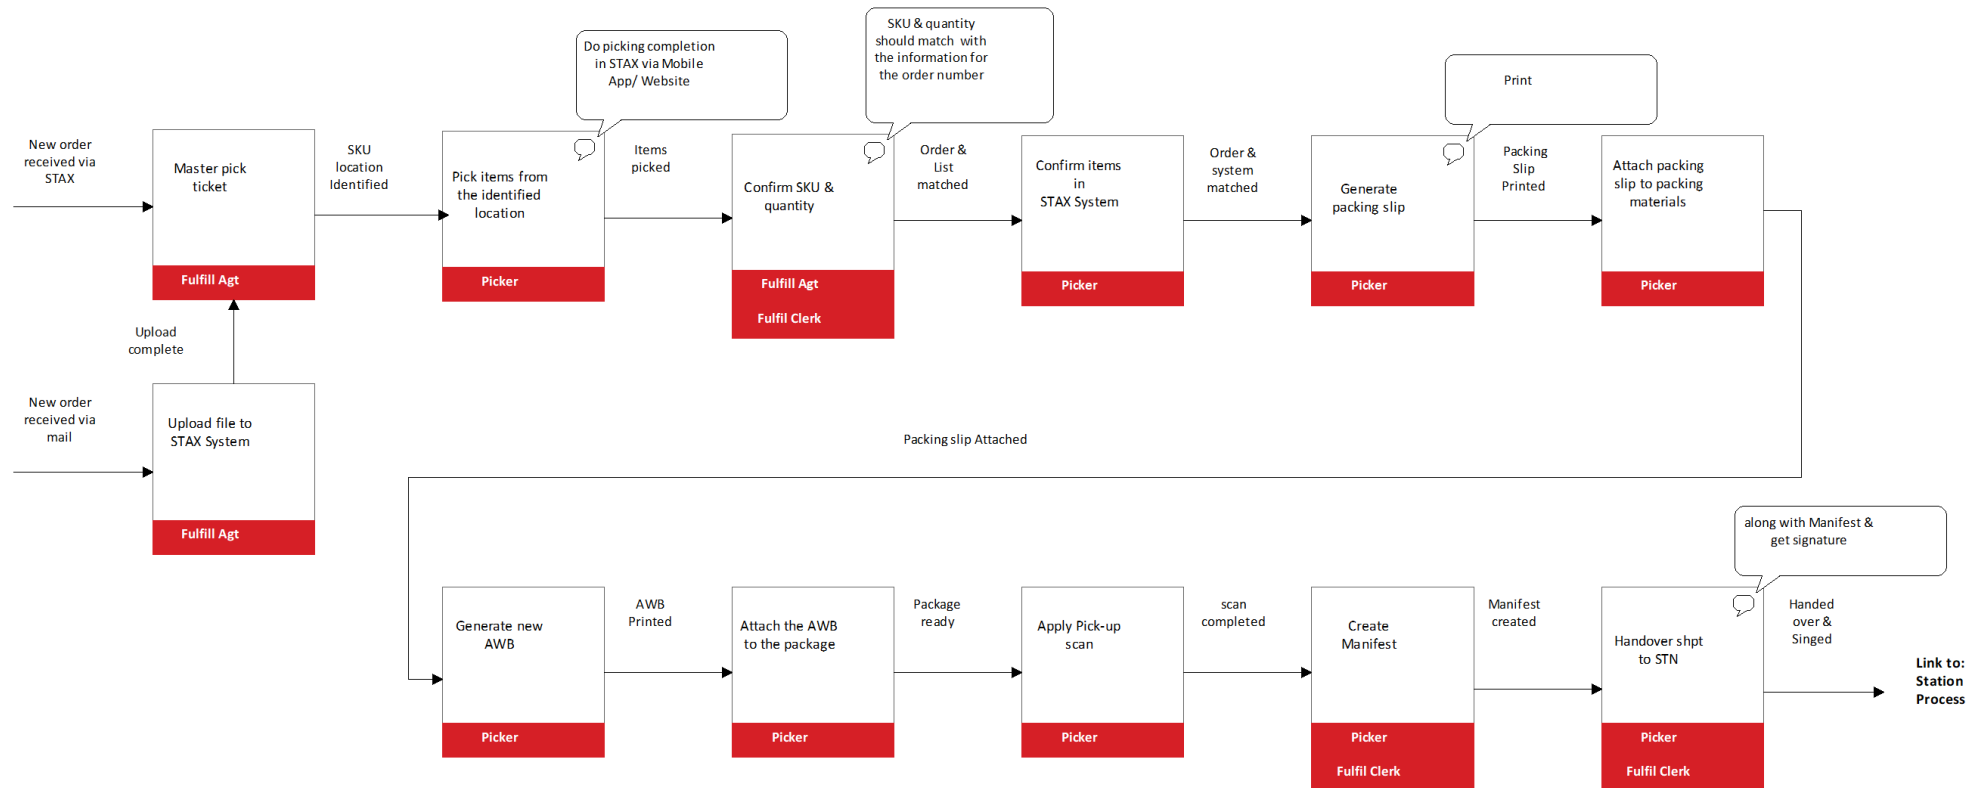 Do picking completion
in STAX via Mobile
App/ Website
SKU & quantity
should match  with
the information for
the order number
Print
New order
received via
STAX
Master pick
ticket
Fulfill Agt
SKU
location
Identified
Pick items from
the identified
location
Picker
Items
picked
Confirm SKU &
quantity
Fulfill Agt
Fulfil Clerk
Order &
List
matched
Confirm items
in
STAX System
Picker
Order &
system
matched
Generate
packing slip
Picker
Packing
Slip
Printed
Attach packing
slip to packing
materials
Picker
Upload
complete
New order
received via
mail
Upload file to
STAX System
Fulfill Agt
Packing slip Attached
along with Manifest &
get signature
Generate new
AWB
Picker
AWB
Printed
Attach the AWB
to the package
Picker
Package
ready
Apply Pick-up
scan
Picker
scan
completed
Create
Manifest
Picker
Fulfil Clerk
Manifest
created
Handover shpt
to STN
Picker
Fulfil Clerk
Handed
over &
Singed
Link to:
Station
Process